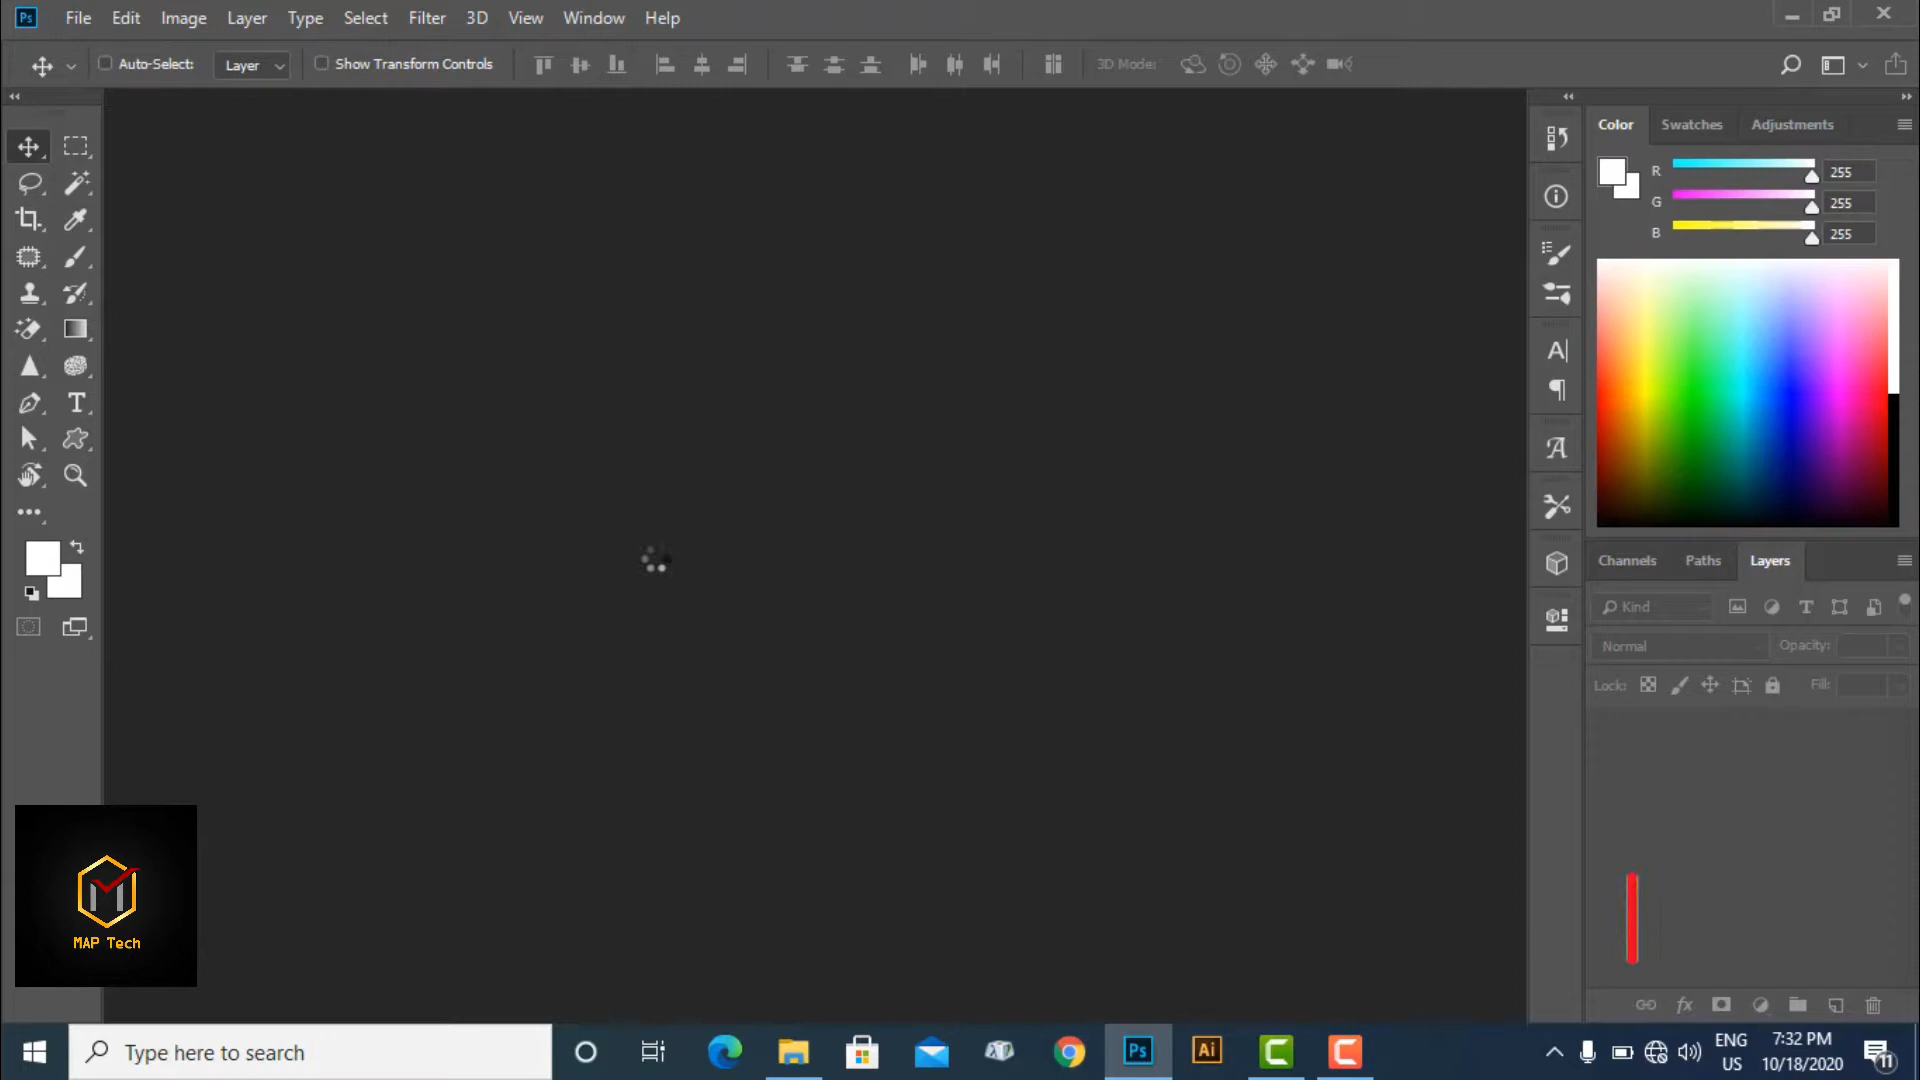 Ps File Edit Image Layer Type Select Filter 3D View Window Help
Auto-Select: Layer Show Transform Controls 3D Mode:
Color Swatches Adjustments
R 255
G 255
B 255
Channels Paths Layers
Kind
Normal Opacity:
Lock: Fill:
MAP Tech
Type here to search
Ps Ai
ENG
US
7:32 PM
10/18/2020
11